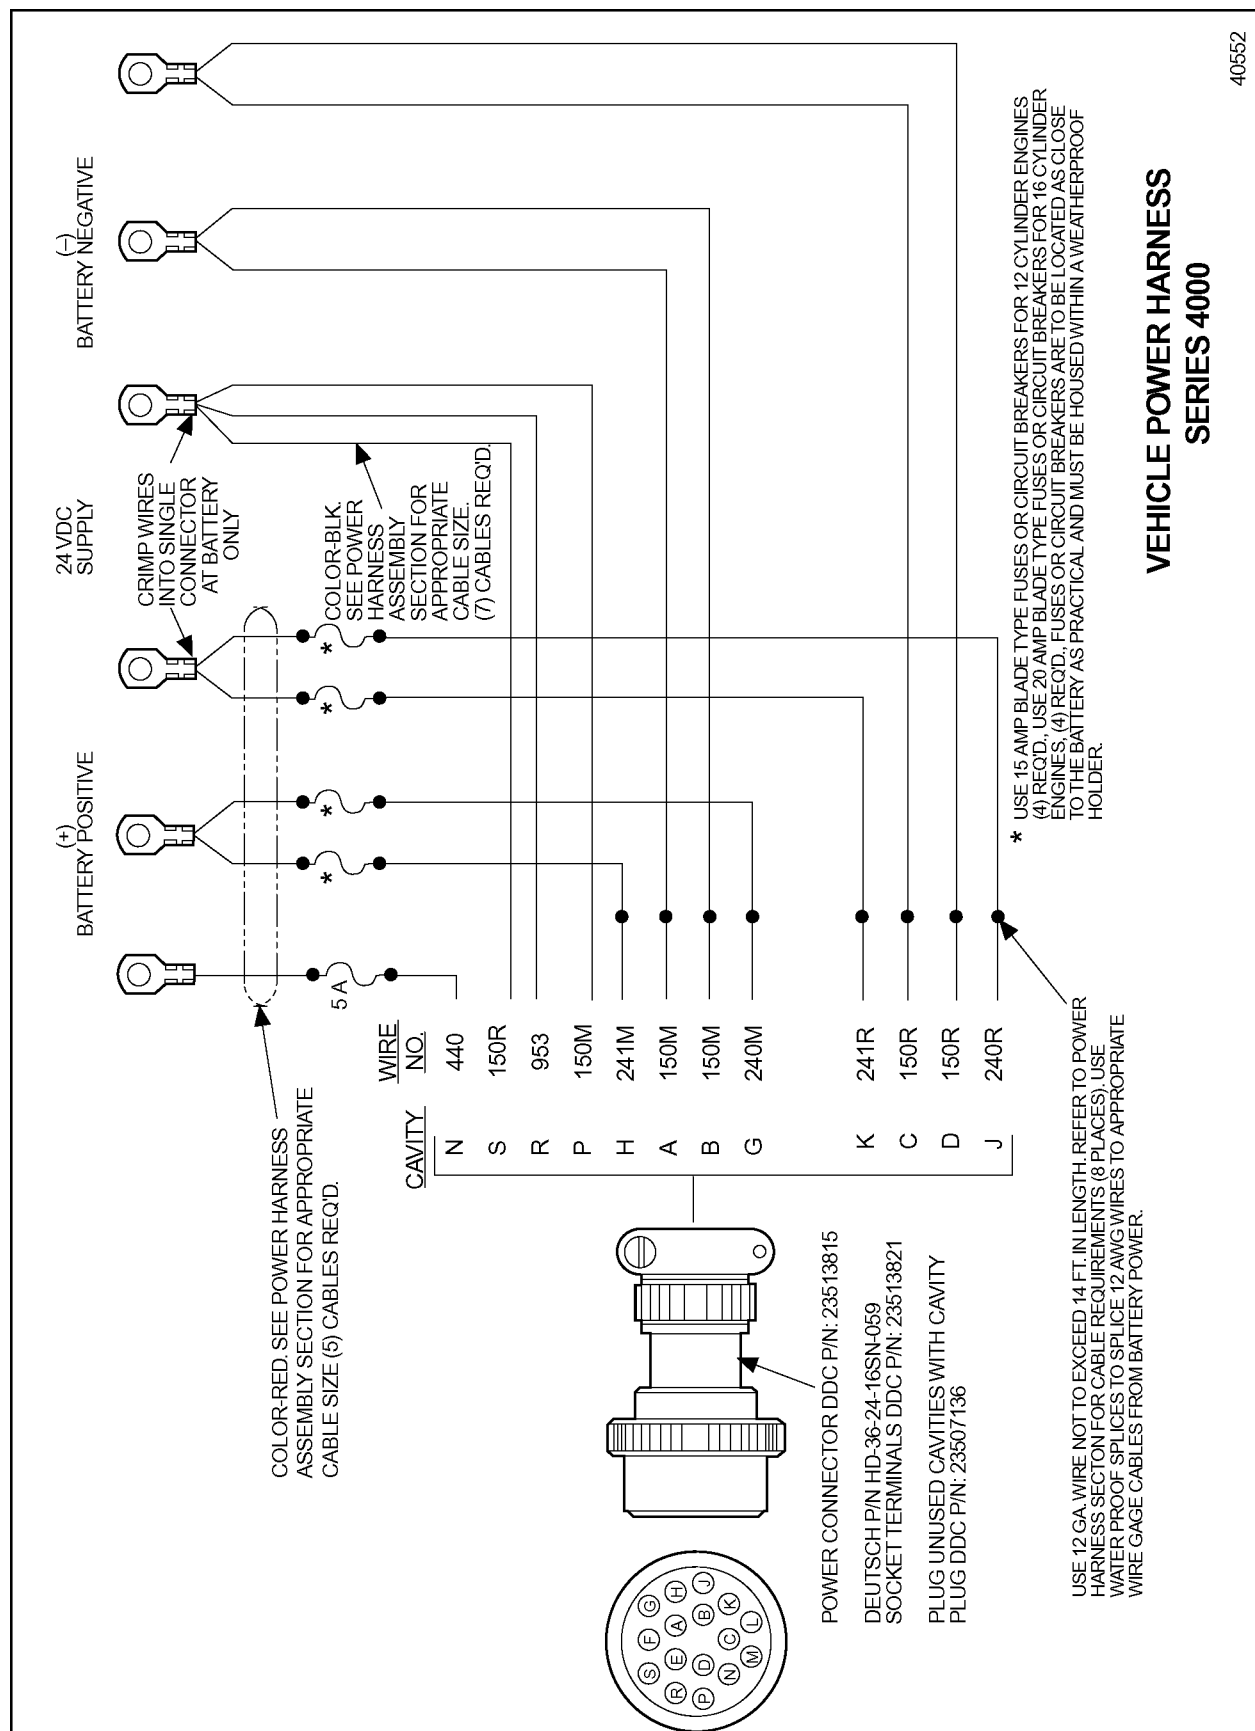 24 VDC
SUPPLY
(+)
BATTERY POSITIVE
(–)
BATTERY NEGATIVE
CRIMP WIRES
INTO SINGLE
CONNECTOR
AT BATTERY
ONLY
COLOR-RED. SEE POWER HARNESS
ASSEMBLY SECTION FOR APPROPRIATE
CABLE SIZE (5) CABLES REQ'D.
5 A
*
*
*
*
COLOR-BLK.
SEE POWER
HARNESS
ASSEMBLY
SECTION FOR
APPROPRIATE
CABLE SIZE.
(7) CABLES REQ'D.
CAVITY WIRE NO.
N 440
S 150R
R 953
P 150M
H 241M
A 150M
B 150M
G 240M
K 241R
C 150R
D 150R
J 240R
S
F
G
R
E
A
H
P
D
B
J
N
C
K
M
L
POWER CONNECTOR DDC P/N: 23513815
DEUTSCH P/N HD-36-24-16SN-059
SOCKET TERMINALS DDC P/N: 23513821
PLUG UNUSED CAVITIES WITH CAVITY
PLUG DDC P/N: 23507136
* USE 15 AMP BLADE TYPE FUSES OR CIRCUIT BREAKERS FOR 12 CYLINDER ENGINES
(4) REQ'D., USE 20 AMP BLADE TYPE FUSES OR CIRCUIT BREAKERS FOR 16 CYLINDER
ENGINES, (4) REQ'D., FUSES OR CIRCUIT BREAKERS ARE TO BE LOCATED AS CLOSE
TO THE BATTERY AS PRACTICAL AND MUST BE HOUSED WITHIN A WEATHERPROOF
HOLDER.
USE 12 GA. WIRE NOT TO EXCEED 14 FT. IN LENGTH. REFER TO POWER
HARNESS SECTON FOR CABLE REQUIREMENTS (8 PLACES). USE
WATER PROOF SPLICES TO SPLICE 12 AWG WIRES TO APPROPRIATE
WIRE GAGE CABLES FROM BATTERY POWER.
VEHICLE POWER HARNESS
SERIES 4000
40552